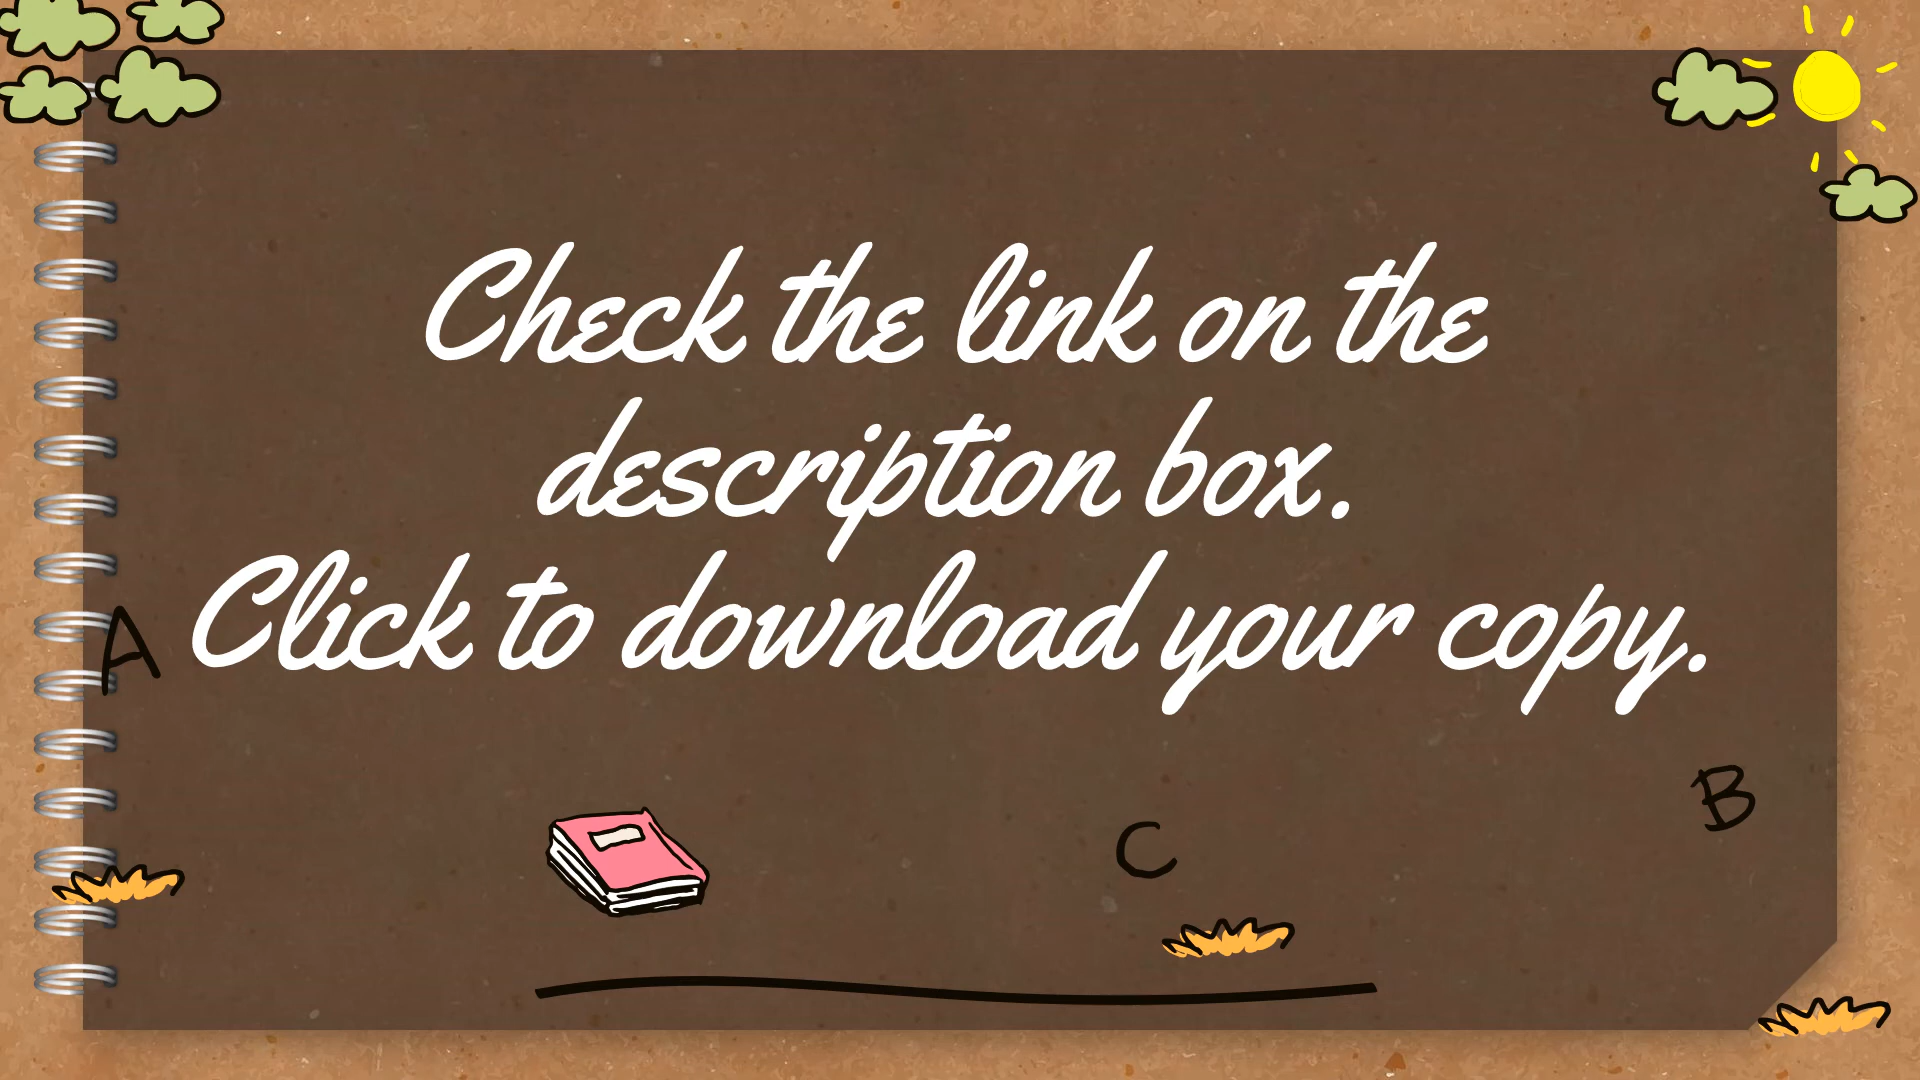 Check the link on the
description box.
Click to download your copy.
A
B
C